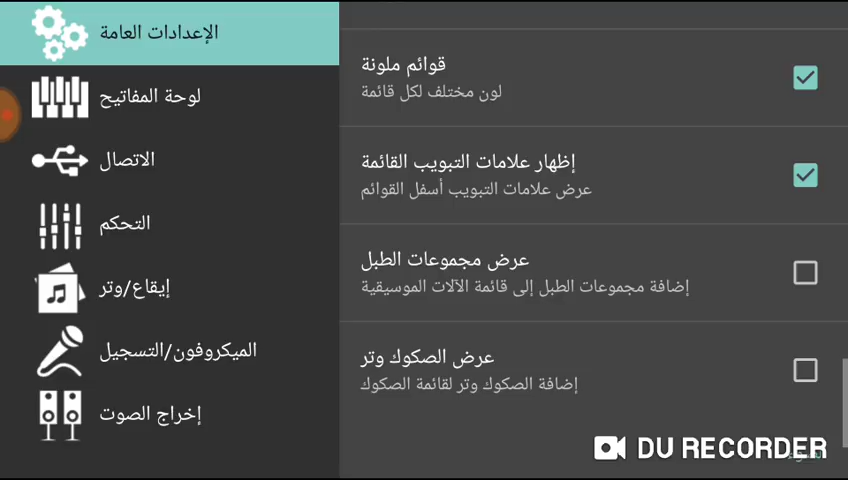 الإعدادات العامة
لوحة المفاتيح
الاتصال
التحكم
إيقاع/وتر
الميكروفون/التسجيل
إخراج الصوت
قوائم ملونة
لون مختلف لكل قائمة
إظهار علامات التبويب القائمة
عرض علامات التبويب أسفل القوائم
عرض مجموعات الطبل
إضافة مجموعات الطبل إلى قائمة الآلات الموسيقية
عرض الصكوك وتر
إضافة الصكوك وتر لقائمة الصكوك
DU RECORDER